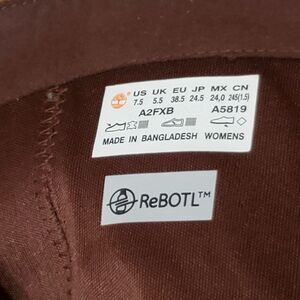 US UK EU JP MX CN
7.5 5.5 38.5 24.5 24,0 245(1.5)
A2FXB A5819
MADE IN BANGLADESH WOMENS
ReBOTL™